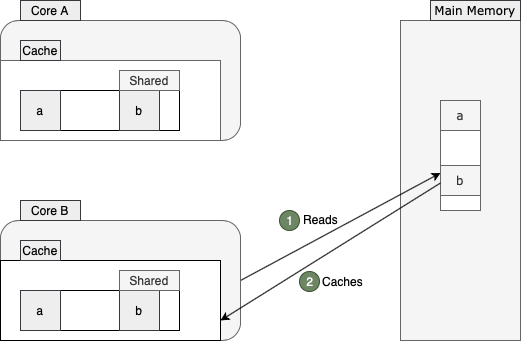 Core A
Main Memory
Cache
Shared
a
b
a
b
Core B
1 Reads
Cache
2 Caches
Shared
a
b